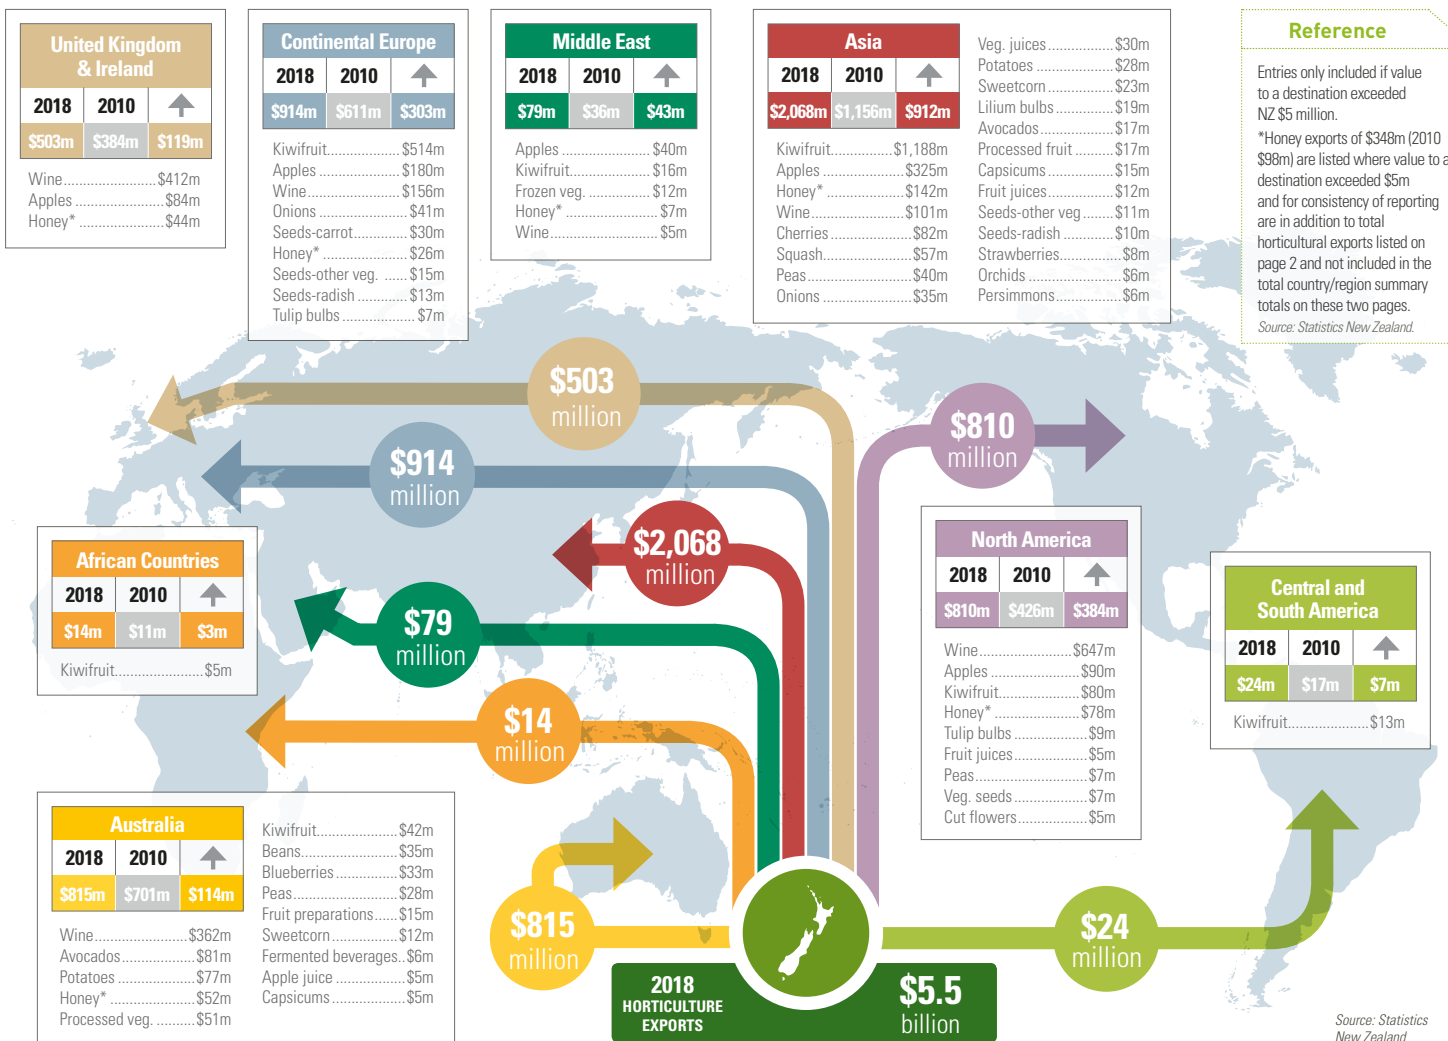 United Kingdom
& Ireland
2018 2010
$503m $384m $119m
Wine.......................$412m
Apples ......................$84m
Honey* .....................$44m
Continental Europe
2018 2010
$914m $611m $303m
Kiwifruit.........................$514m
Apples ...........................$180m
Wine...............................$156m
Onions .............................$41m
Seeds-carrot....................$30m
Honey* ............................$26m
Seeds-other veg. ......$15m
Seeds-radish ............$13m
Tulip bulbs ..................$7m
Middle East
2018 2010
$79m $36m $43m
Apples ......................$40m
Kiwifruit.....................$16m
Frozen veg. ................$12m
Honey* .......................$7m
Wine...........................$5m
Asia
2018 2010
$2,068m $1,156m $912m
Kiwifruit....................$1,188m
Apples ......................$325m
Honey* ......................$142m
Wine..........................$101m
Cherries ......................$82m
Squash.........................$57m
Peas.............................$40m
Onions .........................$35m
Veg. juices................$30m
Potatoes ...................$28m
Sweetcorn................$23m
Lilium bulbs..............$19m
Avocados..................$17m
Processed fruit .........$17m
Capsicums................$15m
Fruit juices................$12m
Seeds-other veg .......$11m
Seeds-radish ............$10m
Strawberries...............$8m
Orchids ......................$6m
Persimmons................$6m
Reference
Entries only included if value
to a destination exceeded
NZ $5 million.
*Honey exports of $348m (2010
$98m) are listed where value to a
destination exceeded $5m
and for consistency of reporting
are in addition to total
horticultural exports listed on
page 2 and not included in the
total country/region summary
totals on these two pages.
Source: Statistics New Zealand.
$503
million
$810
million
$914
million
$2,068
million
$79
million
$14
million
$815
million
$24
million
African Countries
2018 2010
$14m $11m $3m
Kiwifruit......................$5m
North America
2018 2010
$810m $426m $384m
Wine.......................$647m
Apples .....................$90m
Kiwifruit....................$80m
Honey* .....................$78m
Tulip bulbs .................$9m
Fruit juices.................$5m
Peas...........................$7m
Veg. seeds .................$7m
Cut flowers.................$5m
Central and
South America
2018 2010
$24m $17m $7m
Kiwifruit....................$13m
Australia
2018 2010
$815m $701m $114m
Wine.......................$362m
Avocados..................$81m
Potatoes ...................$77m
Honey* .....................$52m
Processed veg. ..........$51m
Kiwifruit....................$42m
Beans........................$35m
Blueberries ...............$33m
Peas..........................$28m
Fruit preparations......$15m
Sweetcorn ................$12m
Fermented beverages..$6m
Apple juice ................$5m
Capsicums ..................$5m
2018
HORTICULTURE
EXPORTS
$5.5
billion
Source: Statistics
New Zealand